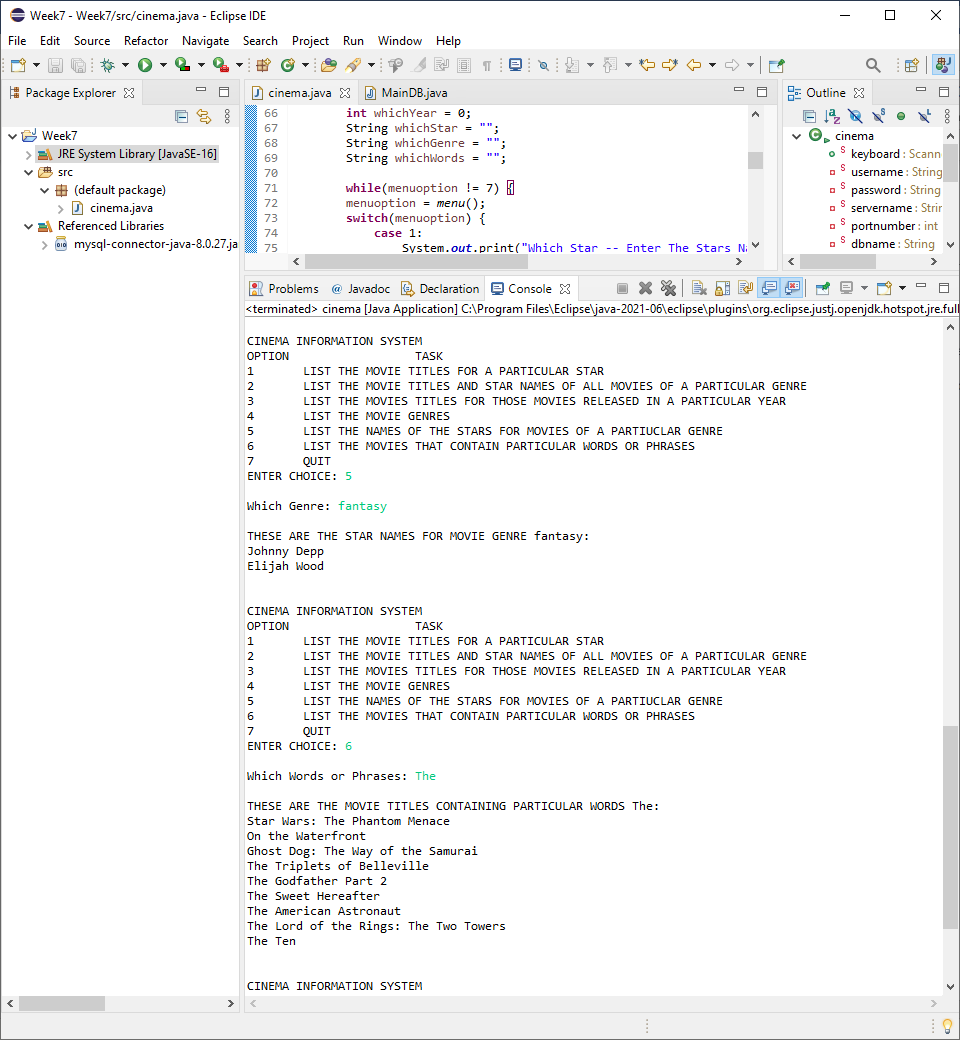 Week7 - Week7/src/cinema.java - Eclipse IDE
File Edit Source Refactor Navigate Search Project Run Window Help
Package Explorer
Week7
JRE System Library [JavaSE-16]
src
(default package)
cinema.java
Referenced Libraries
mysql-connector-java-8.0.27.ja
cinema.java MainDB.java
66 int whichYear = 0;
67 String whichStar = "";
68 String whichGenre = "";
69 String whichWords = "";
70
71 while(menuoption != 7) {
72 menuoption = menu();
73 switch(menuoption) {
74 case 1:
75 System.out.print("Which Star -- Enter The Stars Na
Outline
cinema
keyboard : Scann
username : String
password : String
servername : Strin
portnumber : int
dbname : String
Problems Javadoc Declaration Console
<terminated> cinema [Java Application] C:\Program Files\Eclipse\java-2021-06\eclipse\plugins\org.eclipse.justj.openjdk.hotspot.jre.full
CINEMA INFORMATION SYSTEM
OPTION TASK
1 LIST THE MOVIE TITLES FOR A PARTICULAR STAR
2 LIST THE MOVIE TITLES AND STAR NAMES OF ALL MOVIES OF A PARTICULAR GENRE
3 LIST THE MOVIES TITLES FOR THOSE MOVIES RELEASED IN A PARTICULAR YEAR
4 LIST THE MOVIE GENRES
5 LIST THE NAMES OF THE STARS FOR MOVIES OF A PARTIUCLAR GENRE
6 LIST THE MOVIES THAT CONTAIN PARTICULAR WORDS OR PHRASES
7 QUIT
ENTER CHOICE: 5
Which Genre: fantasy
THESE ARE THE STAR NAMES FOR MOVIE GENRE fantasy:
Johnny Depp
Elijah Wood
CINEMA INFORMATION SYSTEM
OPTION TASK
1 LIST THE MOVIE TITLES FOR A PARTICULAR STAR
2 LIST THE MOVIE TITLES AND STAR NAMES OF ALL MOVIES OF A PARTICULAR GENRE
3 LIST THE MOVIES TITLES FOR THOSE MOVIES RELEASED IN A PARTICULAR YEAR
4 LIST THE MOVIE GENRES
5 LIST THE NAMES OF THE STARS FOR MOVIES OF A PARTIUCLAR GENRE
6 LIST THE MOVIES THAT CONTAIN PARTICULAR WORDS OR PHRASES
7 QUIT
ENTER CHOICE: 6
Which Words or Phrases: The
THESE ARE THE MOVIE TITLES CONTAINING PARTICULAR WORDS The:
Star Wars: The Phantom Menace
On the Waterfront
Ghost Dog: The Way of the Samurai
The Triplets of Belleville
The Godfather Part 2
The Sweet Hereafter
The American Astronaut
The Lord of the Rings: The Two Towers
The Ten
CINEMA INFORMATION SYSTEM